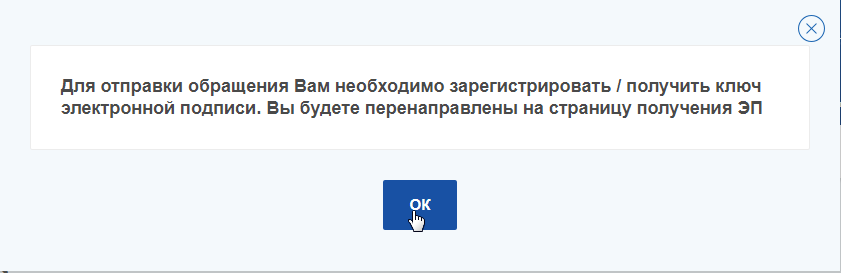 Для отправки обращения Вам необходимо зарегистрировать / получить ключ
электронной подписи. Вы будете перенаправлены на страницу получения ЭП
ОК